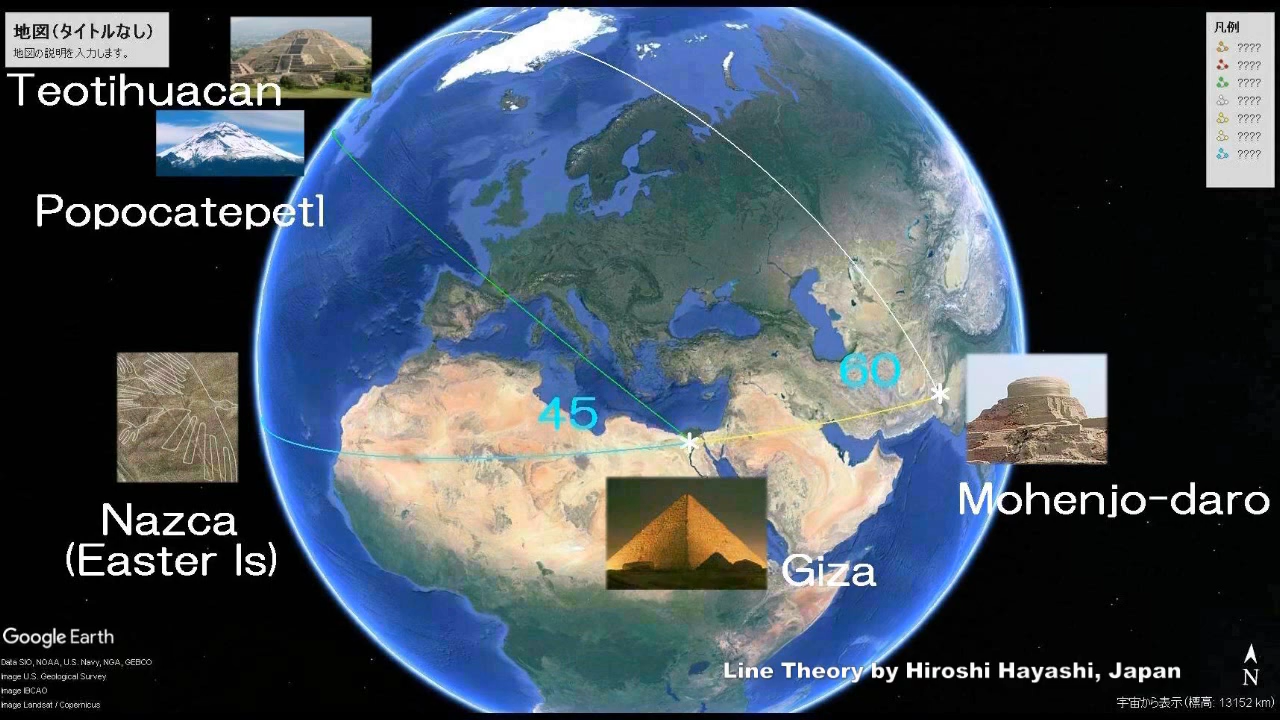 地図(タイトルなし)
地図の説明を入力します。
Teotihuacan
Popocatepetl
凡例
????
????
????
????
????
????
????
60
45
Mohenjo-daro
Nazca
(Easter Is)
Giza
Google Earth
Data SIO, NOAA, U.S. Navy, NGA, GEBCO
Image U.S. Geological Survey
Image IBCAO
Image Landsat / Copernicus
Line Theory by Hiroshi Hayashi, Japan
N
宇宙から表示(標高: 13152 km)